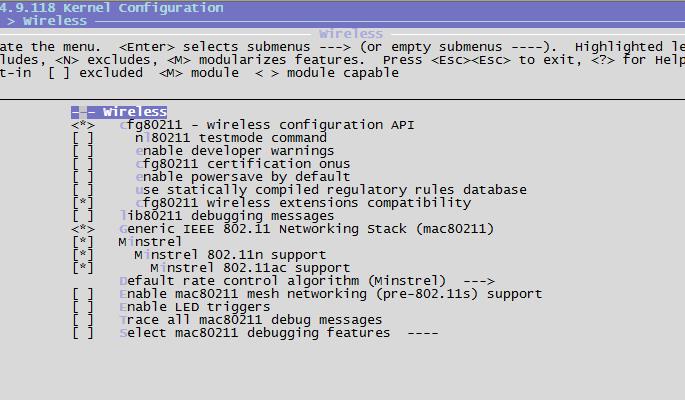 4.9.118 Kernel Configuration
> Wireless
Wireless
ate the menu. <Enter> selects submenus ---> (or empty submenus ----). Highlighted le
ludes, <N> excludes, <M> modularizes features. Press <Esc><Esc> to exit, <?> for Help
t-in [ ] excluded <M> module < > module capable
--- Wireless
<*> cfg80211 - wireless configuration API
[ ] nl80211 testmode command
[ ] enable developer warnings
[ ] cfg80211 certification onus
[ ] enable powersave by default
[ ] use statically compiled regulatory rules database
[*] cfg80211 wireless extensions compatibility
[ ] lib80211 debugging messages
<*> Generic IEEE 802.11 Networking Stack (mac80211)
[*] Minstrel
[*] Minstrel 802.11n support
[*] Minstrel 802.11ac support
Default rate control algorithm (Minstrel) --->
[ ] Enable mac80211 mesh networking (pre-802.11s) support
[ ] Enable LED triggers
[ ] Trace all mac80211 debug messages
[ ] Select mac80211 debugging features ----